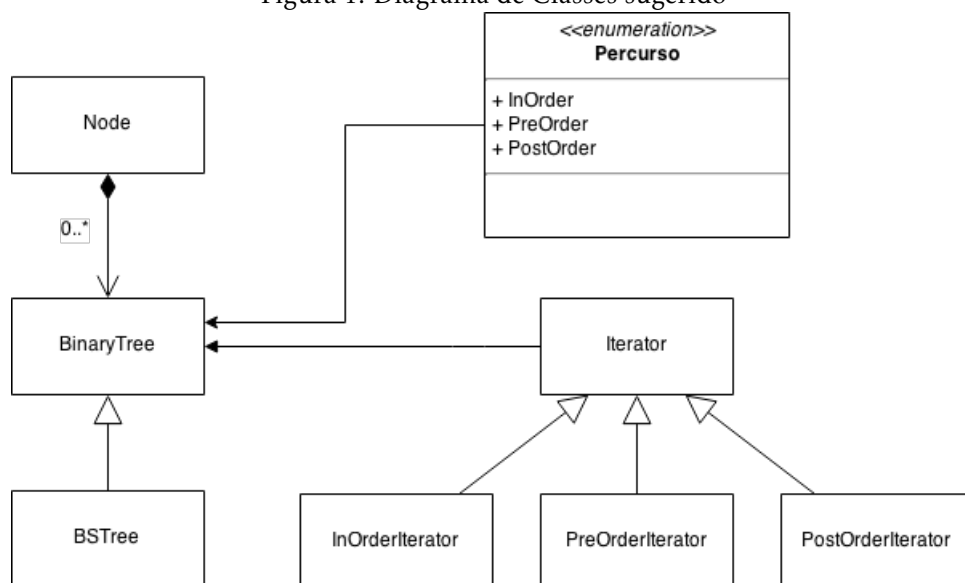 Figura 1: Diagrama de Classes sugerido
<<enumeration>>
Percurso
+ InOrder
+ PreOrder
+ PostOrder
Node
0..*
BinaryTree
Iterator
BSTree
InOrderIterator
PreOrderIterator
PostOrderIterator